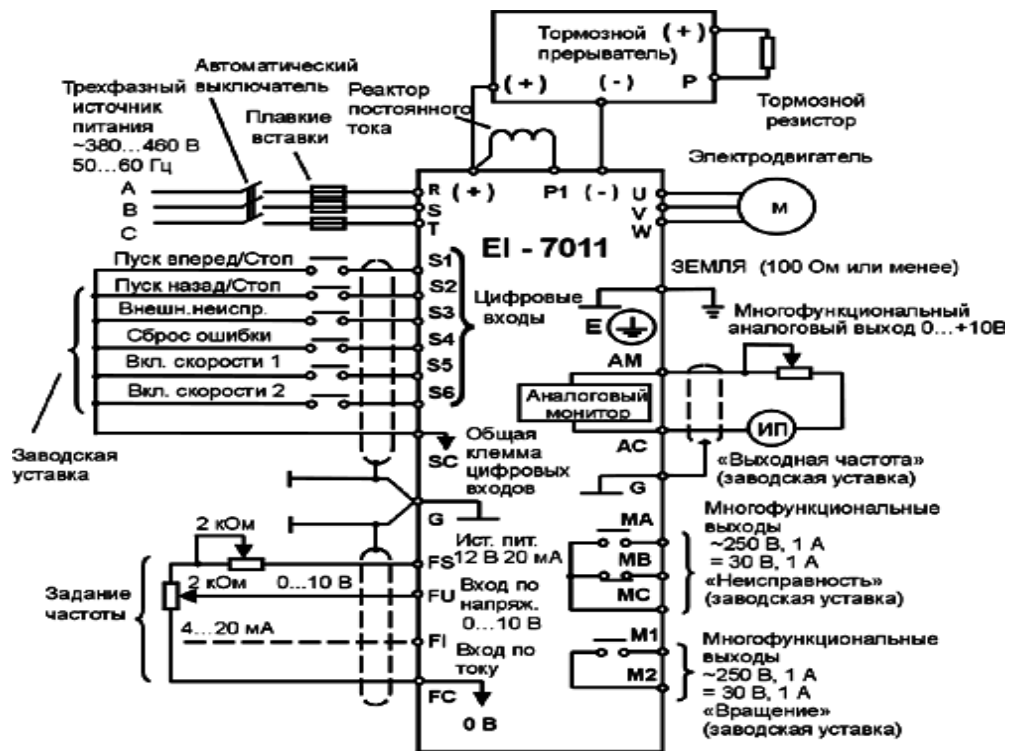 Тормозной (+)
прерыватель)
(+)
(-)
P
Тормозной
резистор
Автоматический
выключатель
Трехфазный
источник
питания
~380...460 В
50...60 Гц
Плавкие
вставки
Реактор
постоянного
тока
Электродвигатель
A
B
C
R
S
T
(+)
P1
(-)
U
V
W
М
EI - 7011
Пуск вперед/Стоп
Пуск назад/Стоп
Внешн.неиспр.
Сброс ошибки
Вкл. скорости 1
Вкл. скорости 2
S1
S2
S3
S4
S5
S6
Цифровые
входы
Заводская
уставка
SC
Общая
клемма
цифровых
входов
G
ЗЕМЛЯ (100 Ом или менее)
E
Многофункциональный
аналоговый выход 0...+10В
AM
Аналоговый
монитор
AC
ИП
«Выходная частота»
(заводская уставка)
G
2 кОм
2 кОм
0...10 В
Задание
частоты
4...20 мА
FS
FU
FI
FC
Ист. пит.
12 В 20 мА
Вход по
напряж.
0...10 В
Вход по
току
0 В
MA
MB
MC
Многофункциональные
выходы
~250 В, 1 А
= 30 В, 1 А
«Неисправность»
(заводская уставка)
M1
M2
Многофункциональные
выходы
~250 В, 1 А
= 30 В, 1 А
«Вращение»
(заводская уставка)